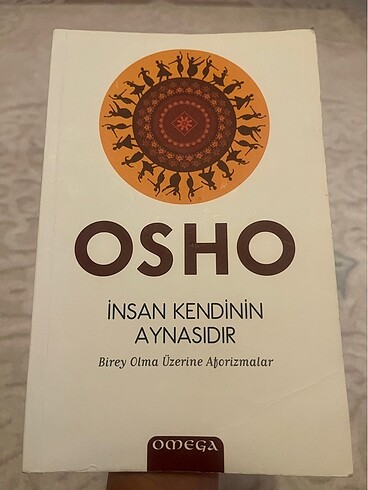 OSHO
İNSAN KENDİNİN
AYNASIDIR
Birey Olma Üzerine Aforizmalar
OMEGA